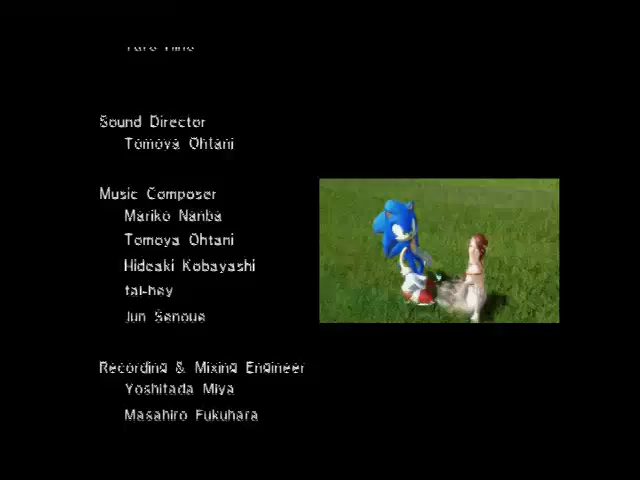 Sound Director
Tomoya Ohtani
Music Composer
Mariko Nanba
Tomoya Ohtani
Hideaki Kobayashi
tai-hey
Jun Senoue
Recording & Mixing Engineer
Yoshitada Miya
Masahiro Fukuhara